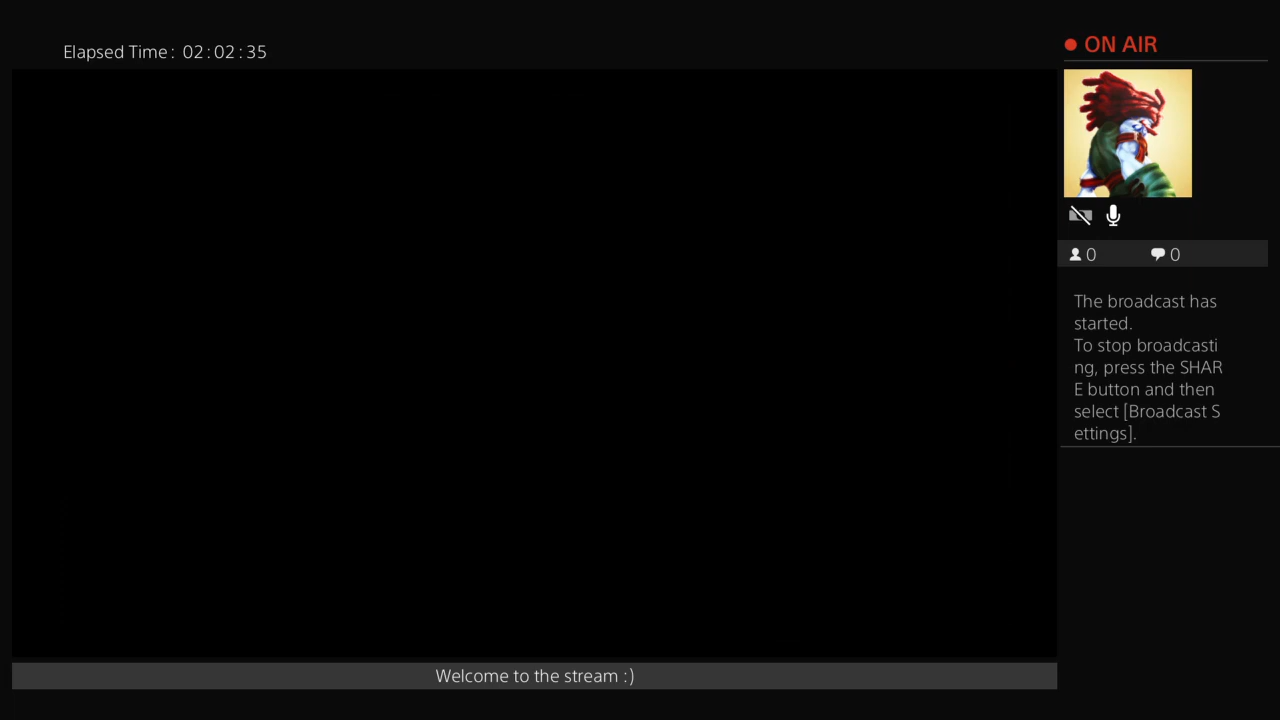 Elapsed Time: 02:02:35
ON AIR
0
0
The broadcast has
started.
To stop broadcasti
ng, press the SHAR
E button and then
select [Broadcast S
ettings].
Welcome to the stream :)